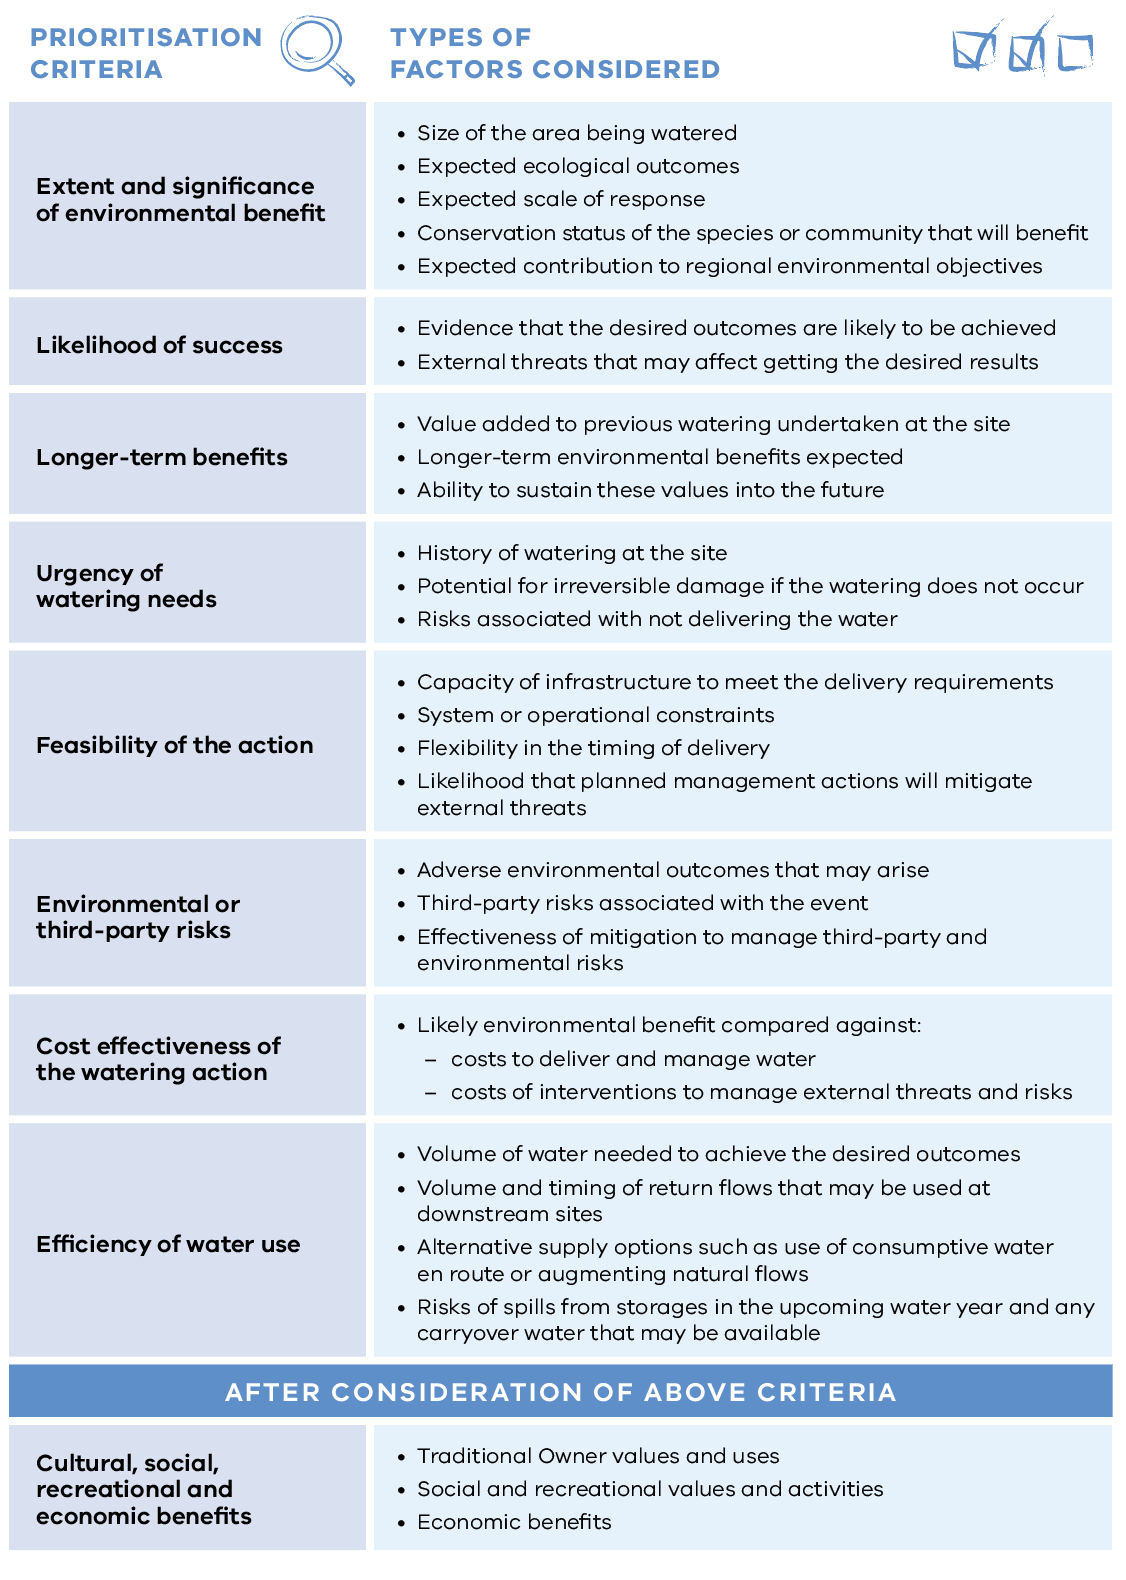 PRIORITISATION
CRITERIA
TYPES OF
FACTORS CONSIDERED
Extent and significance
of environmental benefit
• Size of the area being watered
• Expected ecological outcomes
• Expected scale of response
• Conservation status of the species or community that will benefit
• Expected contribution to regional environmental objectives
Likelihood of success
• Evidence that the desired outcomes are likely to be achieved
• External threats that may affect getting the desired results
Longer-term benefits
• Value added to previous watering undertaken at the site
• Longer-term environmental benefits expected
• Ability to sustain these values into the future
Urgency of
watering needs
• History of watering at the site
• Potential for irreversible damage if the watering does not occur
• Risks associated with not delivering the water
Feasibility of the action
• Capacity of infrastructure to meet the delivery requirements
• System or operational constraints
• Flexibility in the timing of delivery
• Likelihood that planned management actions will mitigate
external threats
Environmental or
third-party risks
• Adverse environmental outcomes that may arise
• Third-party risks associated with the event
• Effectiveness of mitigation to manage third-party and
environmental risks
Cost effectiveness of
the watering action
• Likely environmental benefit compared against:
– costs to deliver and manage water
– costs of interventions to manage external threats and risks
Efficiency of water use
• Volume of water needed to achieve the desired outcomes
• Volume and timing of return flows that may be used at
downstream sites
• Alternative supply options such as use of consumptive water
en route or augmenting natural flows
• Risks of spills from storages in the upcoming water year and any
carryover water that may be available
AFTER CONSIDERATION OF ABOVE CRITERIA
Cultural, social,
recreational and
economic benefits
• Traditional Owner values and uses
• Social and recreational values and activities
• Economic benefits